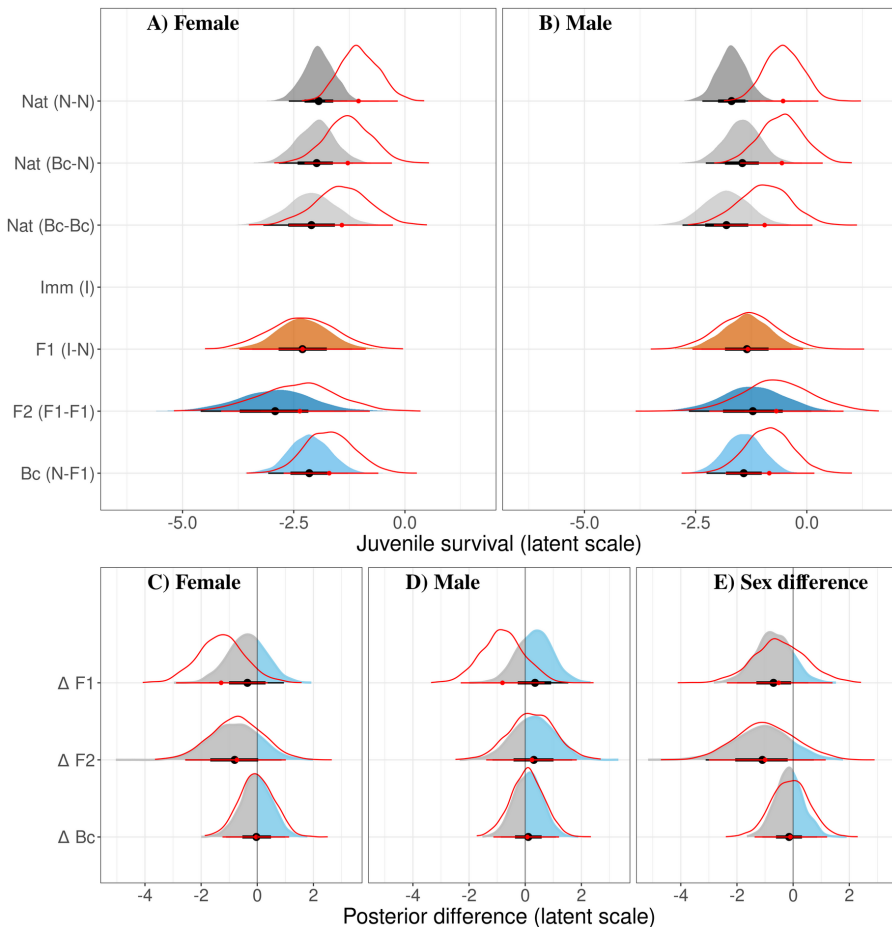 A) Female
B) Male
Nat (N-N)
Nat (Bc-N)
Nat (Bc-Bc)
Imm (I)
F1 (I-N)
F2 (F1-F1)
Bc (N-F1)
-5.0 -2.5 0.0 -5.0 -2.5 0.0
Juvenile survival (latent scale)
C) Female
D) Male
E) Sex difference
Δ F1
Δ F2
Δ Bc
-4 -2 0 2 -4 -2 0 2 -4 -2 0 2
Posterior difference (latent scale)